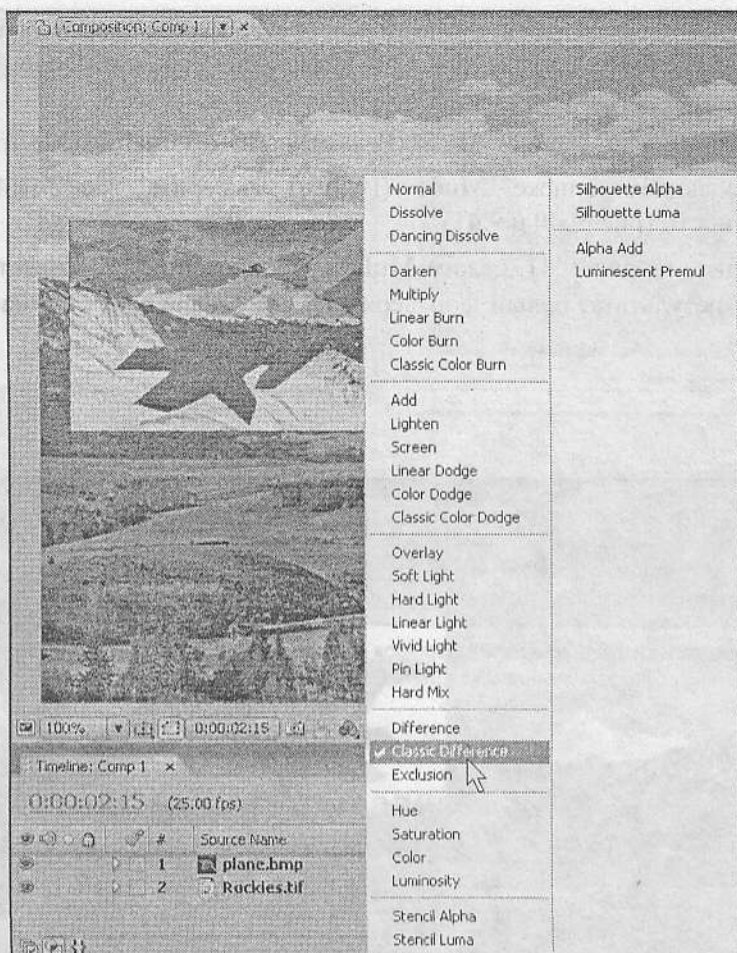 Composition: Comp 1
Normal
Dissolve
Dancing Dissolve
Darken
Multiply
Linear Burn
Color Burn
Classic Color Burn
Add
Lighten
Screen
Linear Dodge
Color Dodge
Classic Color Dodge
Overlay
Soft Light
Hard Light
Linear Light
Vivid Light
Pin Light
Hard Mix
Difference
Classic Difference
Exclusion
Hue
Saturation
Color
Luminosity
Stencil Alpha
Stencil Luma
Silhouette Alpha
Silhouette Luma
Alpha Add
Luminescent Premul
100% 0:00:02:15
Timeline: Comp 1
0:00:02:15 (25.00 fps)
# Source Name
1 plane.bmp
2 Rockies.tif